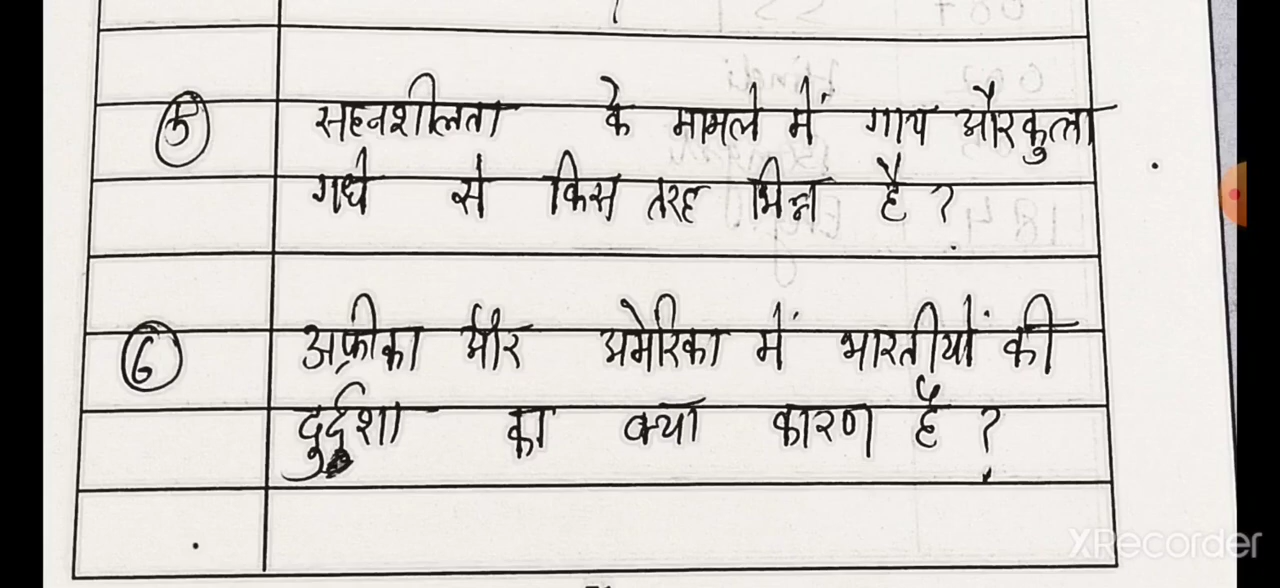 5 सहनशीलता के मामले में गाय और कुत्ता
गधे से किस तरह भिन्न है ?
6 अफ्रीका और अमेरिका में भारतीयों की
दुर्दशा का क्या कारण है ?
XRecorder